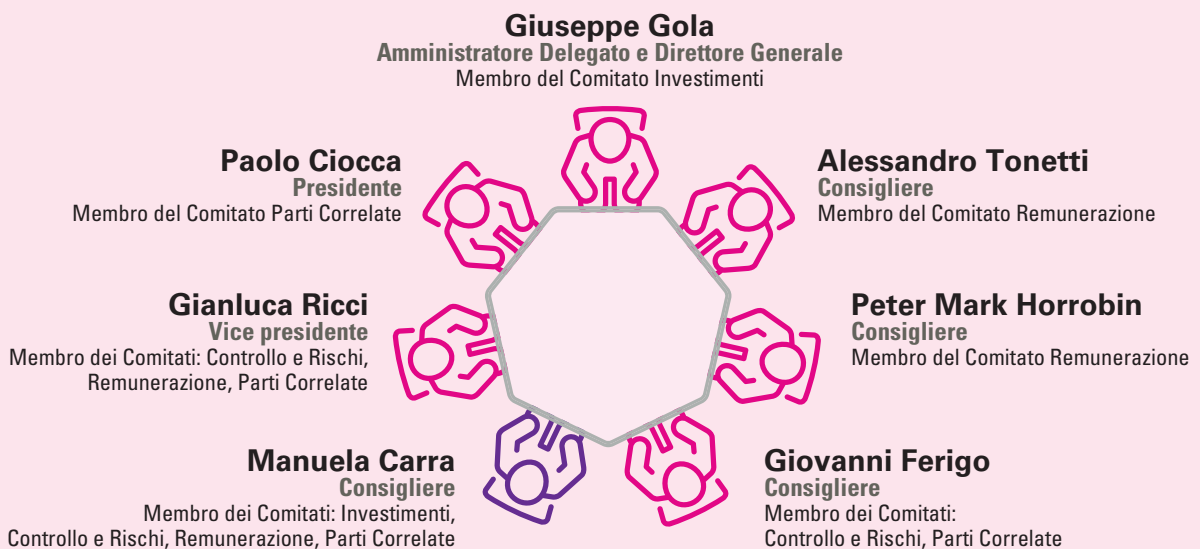 Giuseppe Gola
Amministratore Delegato e Direttore Generale
Membro del Comitato Investimenti
Paolo Ciocca
Presidente
Membro del Comitato Parti Correlate
Alessandro Tonetti
Consigliere
Membro del Comitato Remunerazione
Gianluca Ricci
Vice presidente
Membro dei Comitati: Controllo e Rischi,
Remunerazione, Parti Correlate
Peter Mark Horrobin
Consigliere
Membro del Comitato Remunerazione
Manuela Carra
Consigliere
Membro dei Comitati: Investimenti,
Controllo e Rischi, Remunerazione, Parti Correlate
Giovanni Ferigo
Consigliere
Membro dei Comitati:
Controllo e Rischi, Parti Correlate